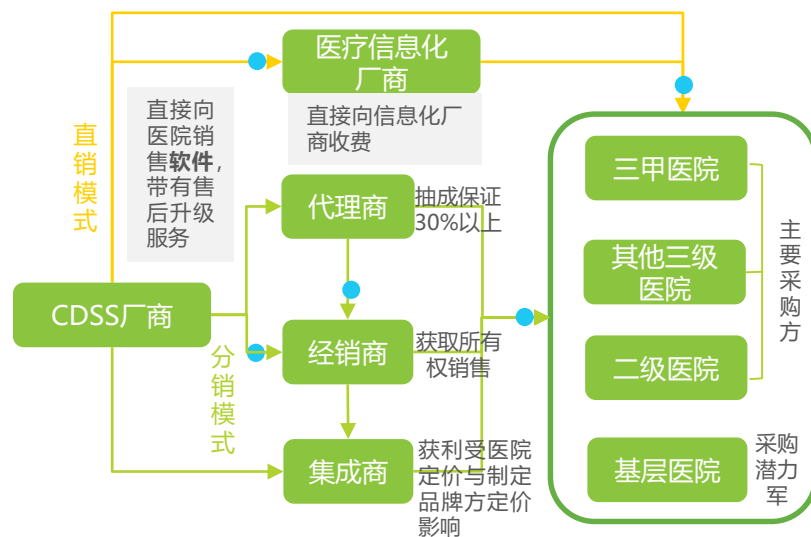 医疗信息化
厂商
直接向
医院销
售软件，
带有售
后升级
服务
直接向信息化厂
商收费
直销模式
代理商
抽成保证
30%以上
CDSS厂商
经销商
获取所有
权销售
分销模式
集成商
获利受医院
定价与制定
品牌方定价
影响
三甲医院
其他三级
医院
二级医院
主要采购方
基层医院
采购
潜力
军